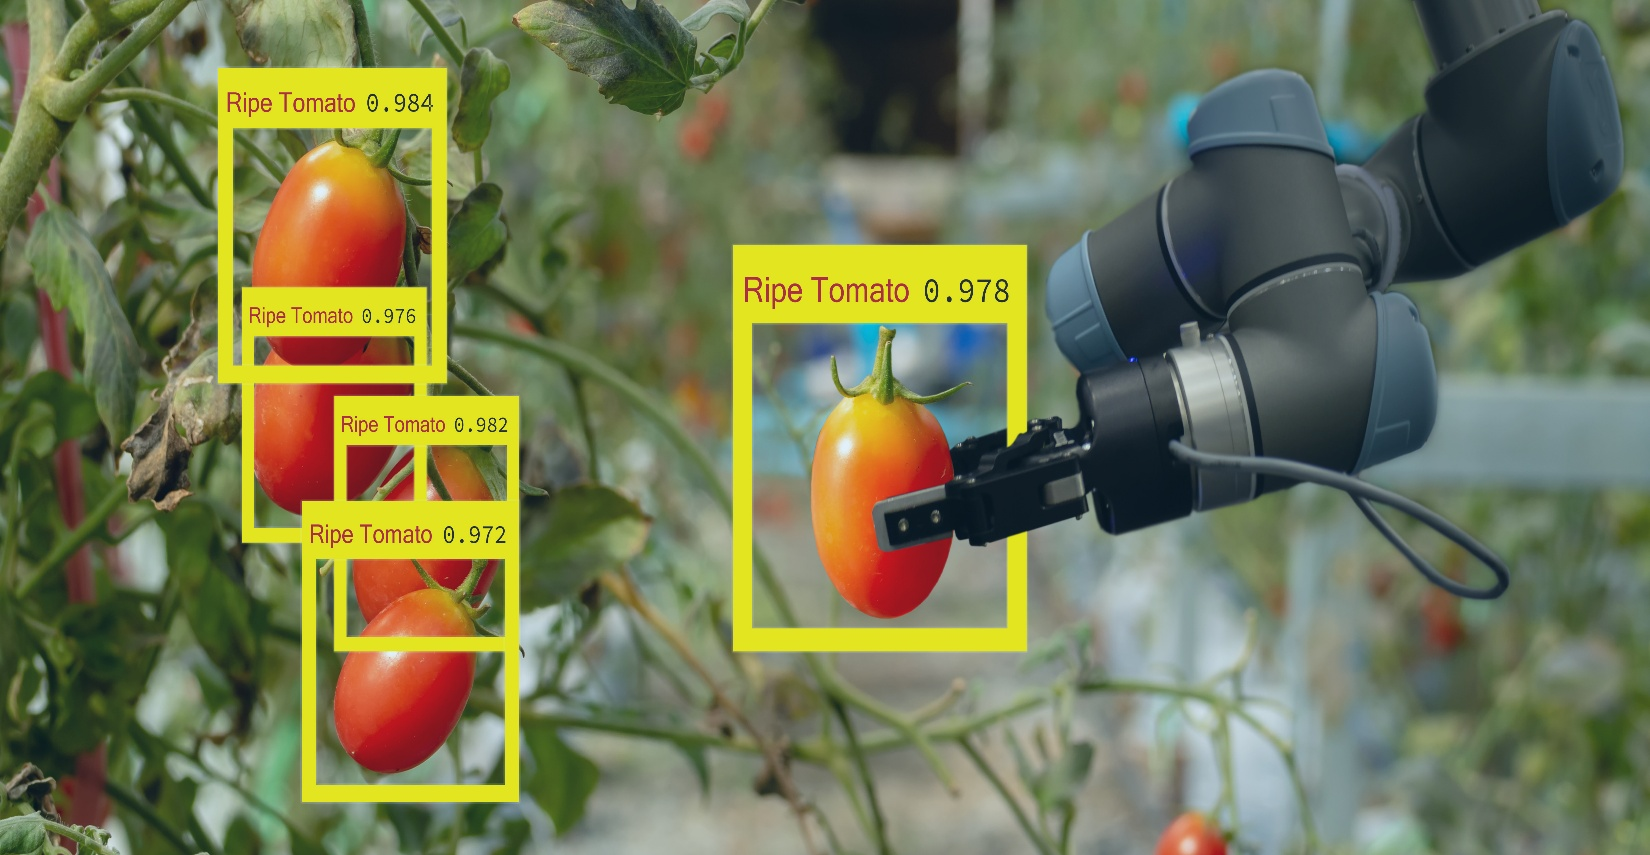 Ripe Tomato 0.984
Ripe Tomato 0.976
Ripe Tomato 0.982
Ripe Tomato 0.972
Ripe Tomato 0.978